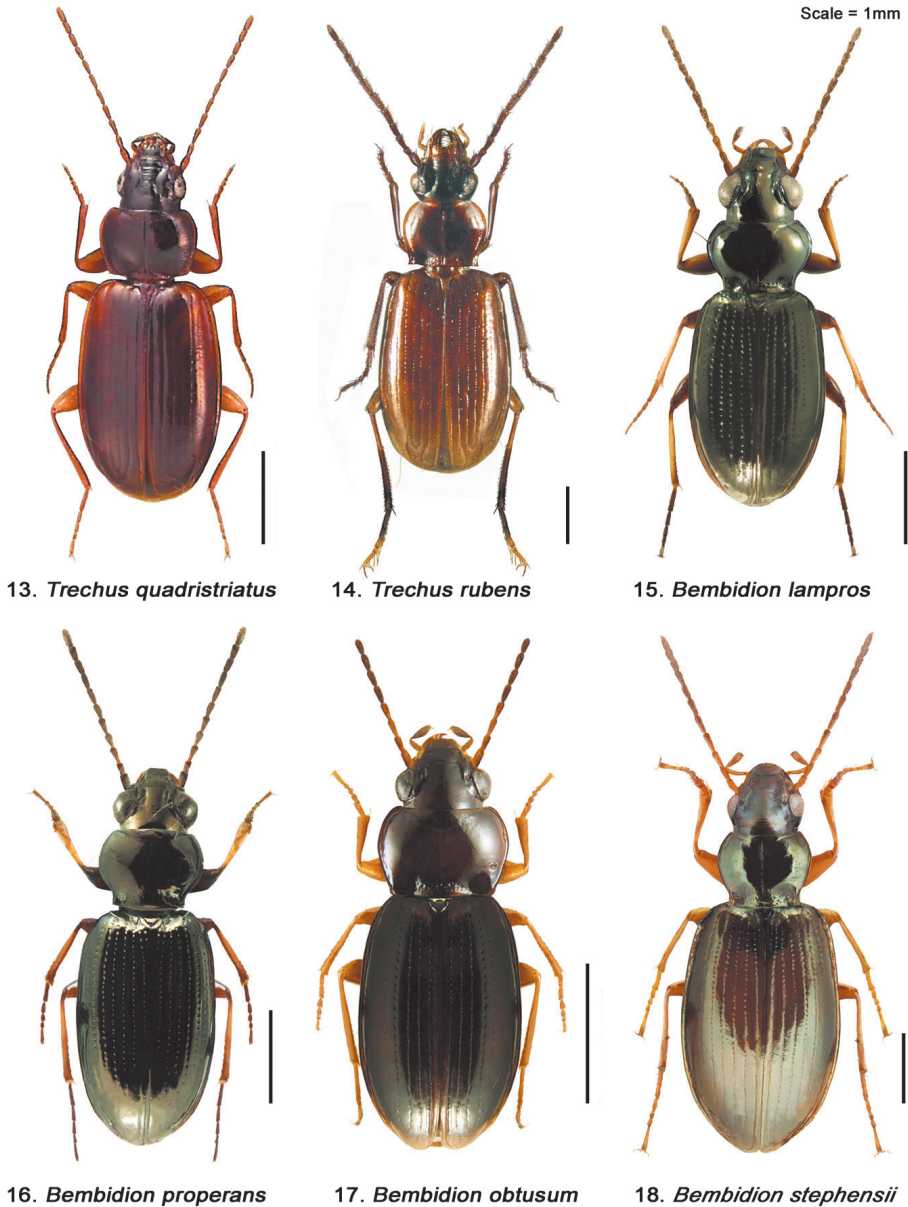 Scale = 1mm
13. Trechus quadristriatus
14. Trechus rubens
15. Bembidion lampros
16. Bembidion properans
17. Bembidion obtusum
18. Bembidion stephensii